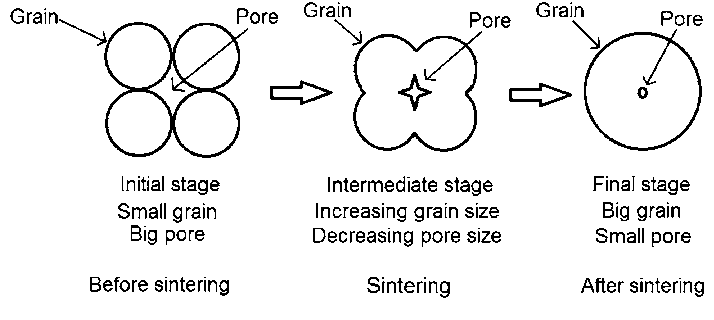 Grain
Pore
Grain
Pore
Grain
Pore
Initial stage
Small grain
Big pore
Before sintering
Intermediate stage
Increasing grain size
Decreasing pore size
Sintering
Final stage
Big grain
Small pore
After sintering